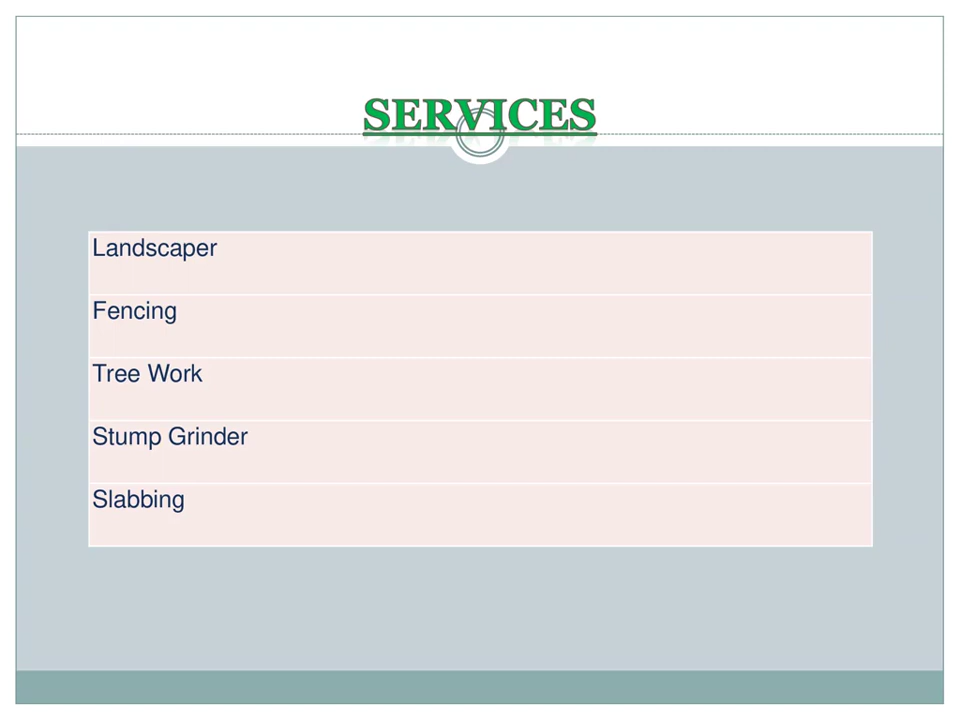 SERVICES
Landscaper
Fencing
Tree Work
Stump Grinder
Slabbing